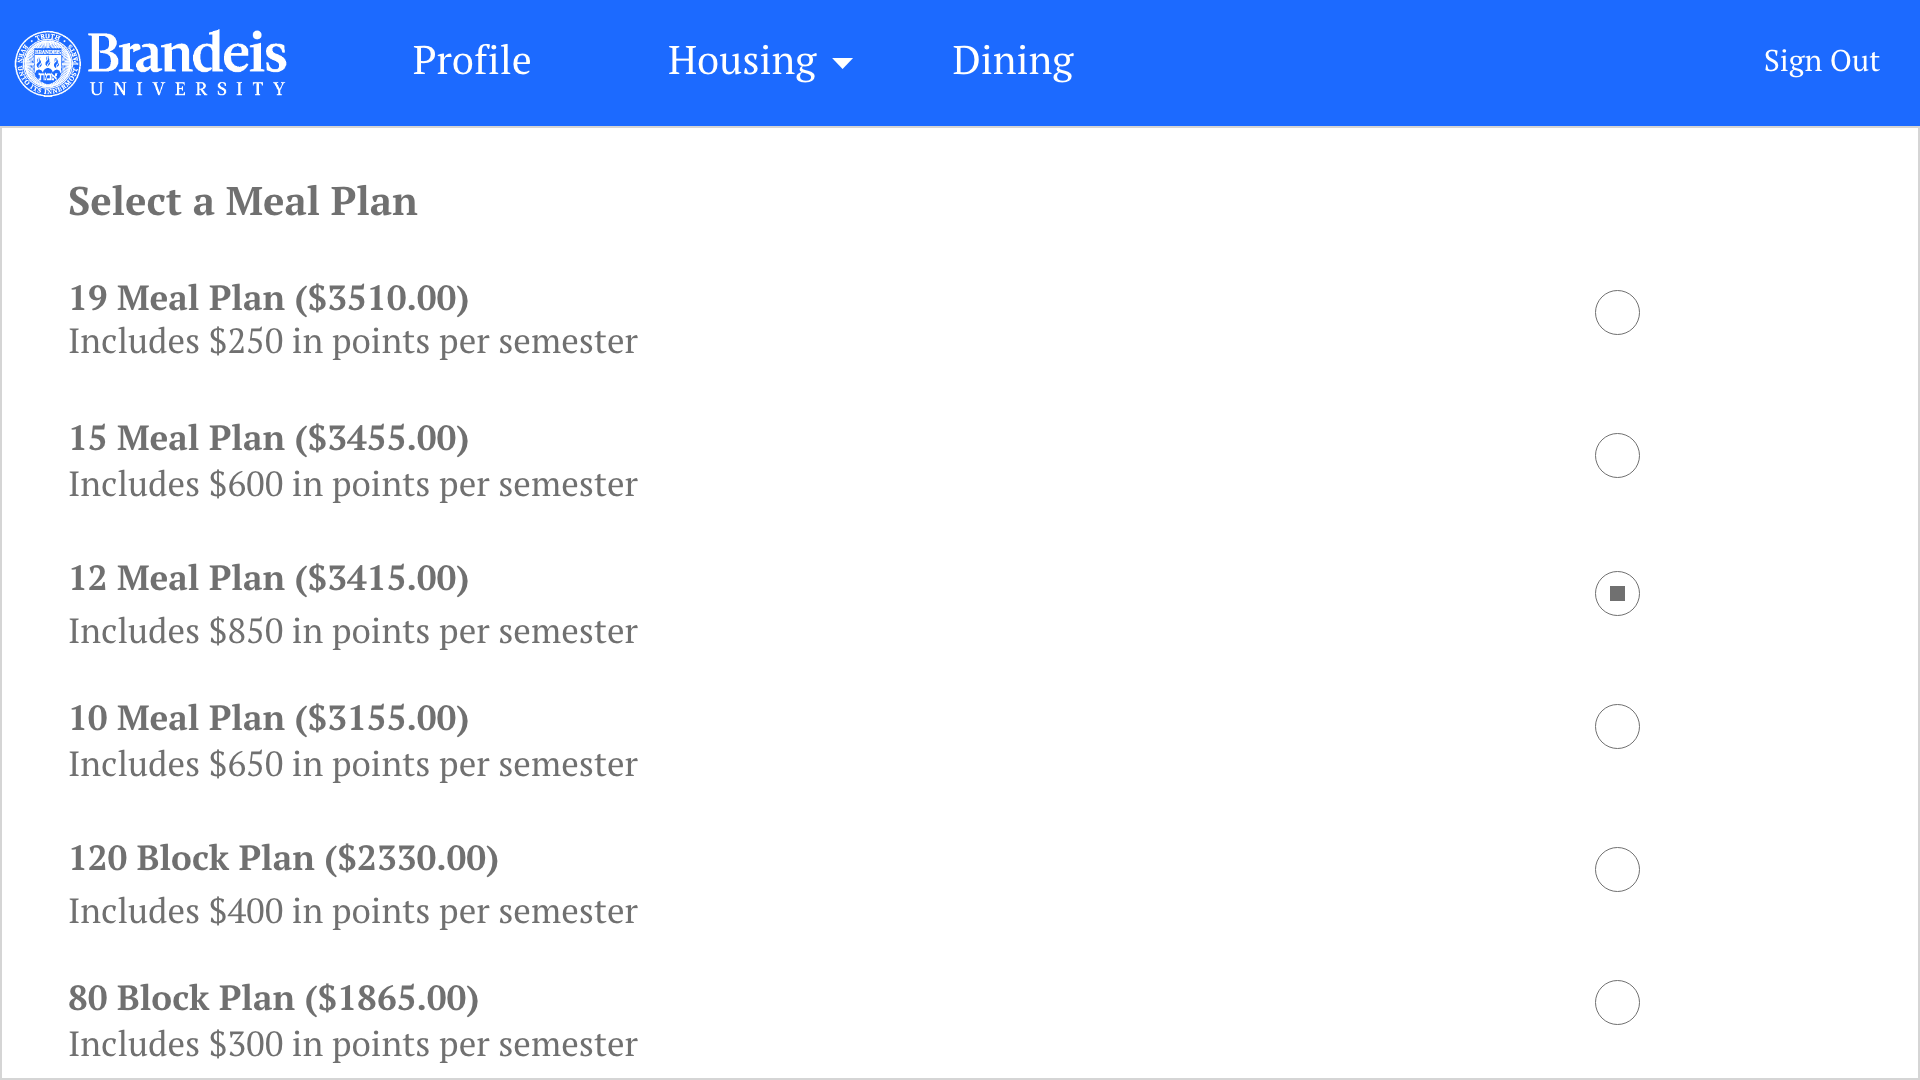 Brandeis
UNIVERSITY
Profile
Housing
Dining
Sign Out
Select a Meal Plan
19 Meal Plan ($3510.00)
Includes $250 in points per semester
15 Meal Plan ($3455.00)
Includes $600 in points per semester
12 Meal Plan ($3415.00)
Includes $850 in points per semester
10 Meal Plan ($3155.00)
Includes $650 in points per semester
120 Block Plan ($2330.00)
Includes $400 in points per semester
80 Block Plan ($1865.00)
Includes $300 in points per semester